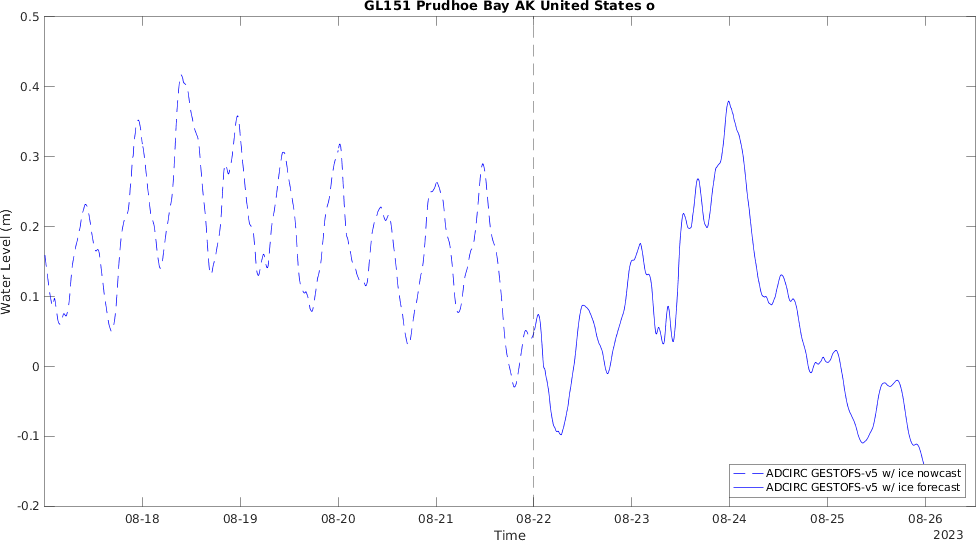 GL151 Prudhoe Bay AK United States o
0.5
0.4
0.3
0.2
0.1
0
-0.1
-0.2
Water Level (m)
ADCIRC GESTOFS-v5 w/ ice nowcast
ADCIRC GESTOFS-v5 w/ ice forecast
08-18 08-19 08-20 08-21 08-22 08-23 08-24 08-25 08-26
Time
2023